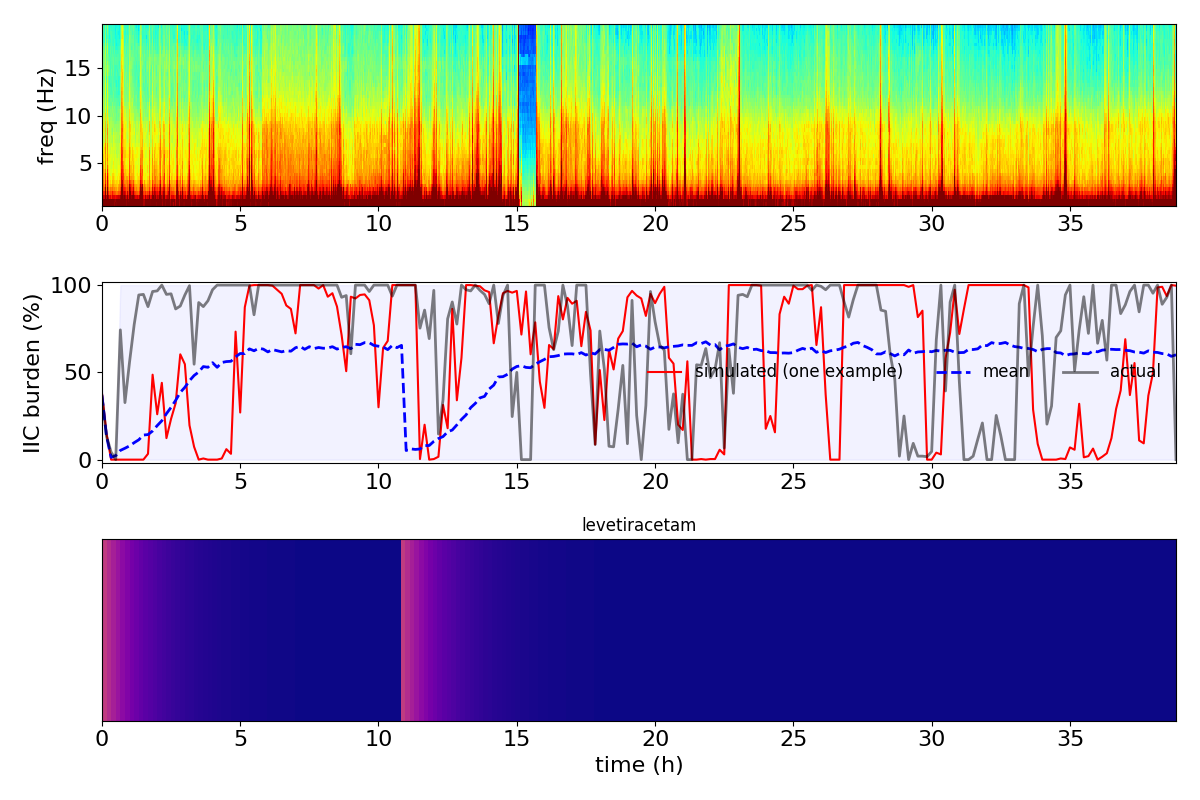 freq (Hz)
15
10
5
0 5 10 15 20 25 30 35
IIC burden (%)
100
50
0
simulated (one example) mean actual
0 5 10 15 20 25 30 35
levetiracetam
0 5 10 15 20 25 30 35
time (h)